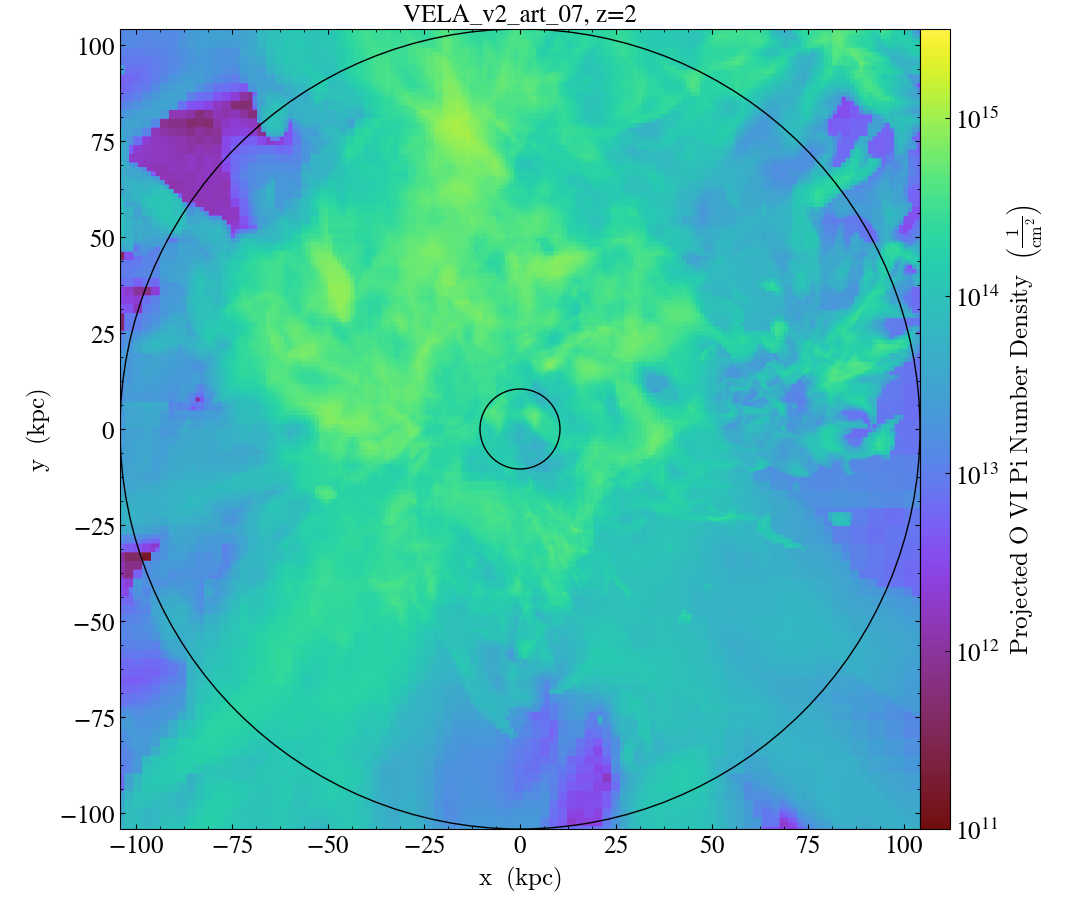 VELA_v2_art_07, z=2
100
75
50
25
0
−25
−50
−75
−100
y (kpc)
−100 −75 −50 −25 0 25 50 75 100
x (kpc)
10^15
10^14
10^13
10^12
10^11
Projected O VI Pi Number Density (1/cm^2)